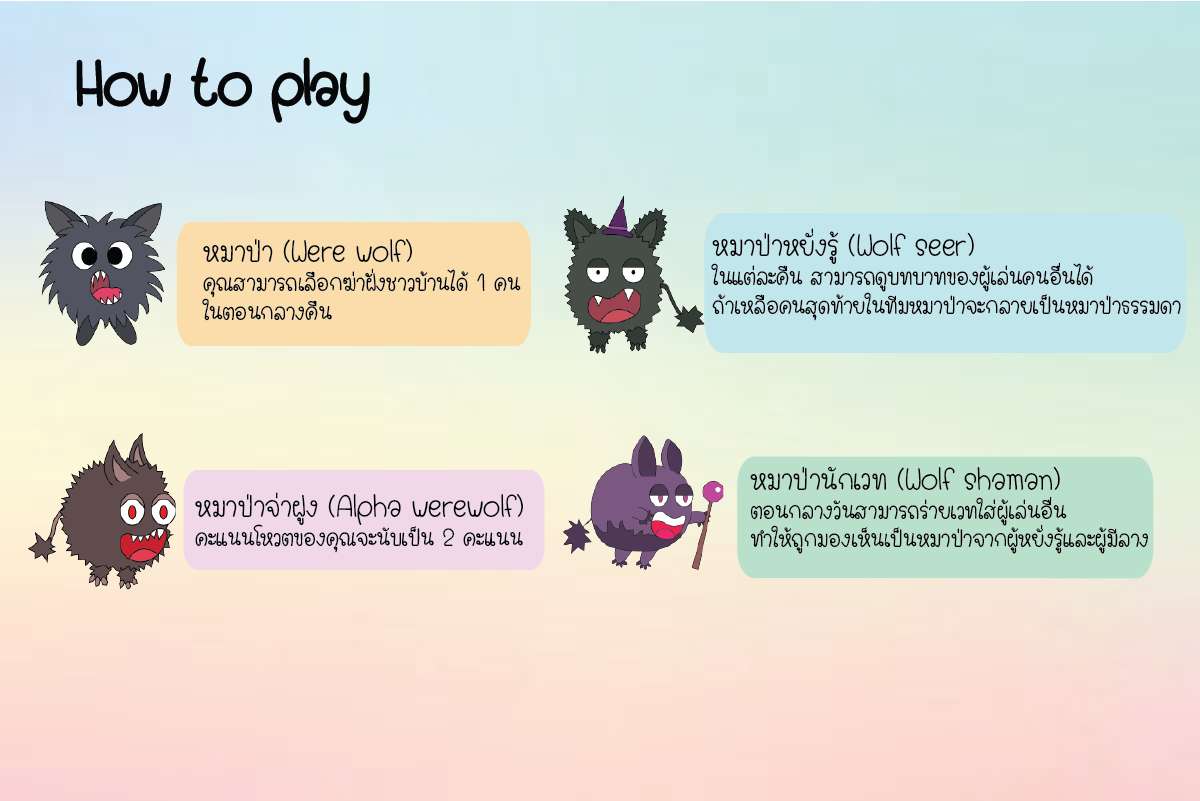 How to play
หมาป่า (Were wolf)
คุณสามารถเลือกฆ่าฝั่งชาวบ้านได้ 1 คน
ในตอนกลางคืน
หมาป่าหยั่งรู้ (Wolf seer)
ในแต่ละคืน สามารถดูบทบาทของผู้เล่นคนอื่นได้
ถ้าเหลือคนสุดท้ายในทีมหมาป่าจะกลายเป็นหมาป่าธรรมดา
หมาป่าจ่าฝูง (Alpha werewolf)
คะแนนโหวตของคุณจะนับเป็น 2 คะแนน
หมาป่านักเวท (Wolf shaman)
ตอนกลางวันสามารถร่ายเวทใส่ผู้เล่นอื่น
ทำให้ถูกมองเห็นเป็นหมาป่าจากผู้หยั่งรู้และผู้มีลาง